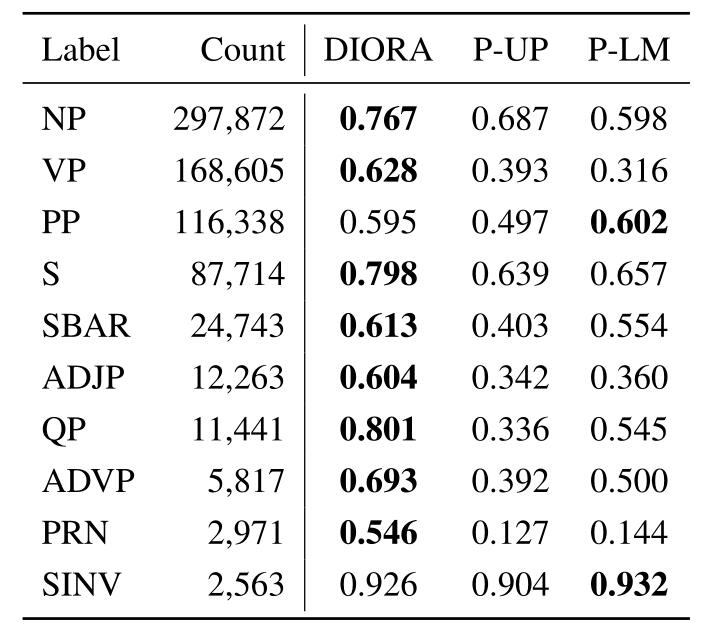 Label Count DIORA P-UP P-LM
NP 297,872 0.767 0.687 0.598
VP 168,605 0.628 0.393 0.316
PP 116,338 0.595 0.497 0.602
S 87,714 0.798 0.639 0.657
SBAR 24,743 0.613 0.403 0.554
ADJP 12,263 0.604 0.342 0.360
QP 11,441 0.801 0.336 0.545
ADVP 5,817 0.693 0.392 0.500
PRN 2,971 0.546 0.127 0.144
SINV 2,563 0.926 0.904 0.932